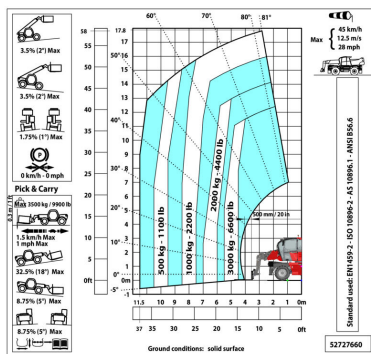 3.5% (2°) Max
3.5% (2°) Max
1.75% (1°) Max
P
0 km/h - 0 mph
Pick & Carry
Max 3500 kg / 9900 lb
0.3 m / 1 ft
1.5 km/h Max
1 mph Max
32.5% (18°) Max
8.75% (5°) Max
8.75% (5°) Max
58
55
50
45
40
35
30
25
20
15
10
5
0ft
-5
17.8
17
16
15
14
13
12
11
10
9
8
7
6
5
4
3
2
1
0m
-1
60°
70°
80°
81°
50°
40°
30°
20°
10°
0°
500 kg - 1100 lb
1000 kg - 2200 lb
2000 kg - 4400 lb
3000 kg - 6600 lb
500 mm / 20 in
11.5 10 9 8 7 6 5 4 3 2 1 0m
37 35 30 25 20 15 10 5 0ft
Ground conditions: solid surface
Max
45 km/h
12.5 m/s
28 mph
Standard used: EN1459-2 - ISO 10896-2 - AS 10896.1 - ANSI B56.6
52727660